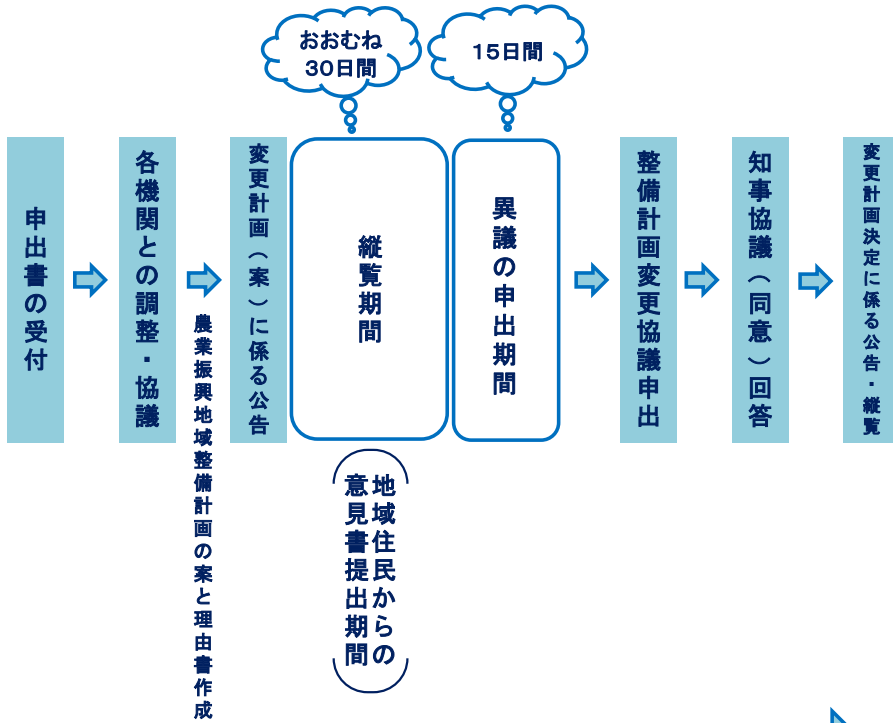 おおむね
30日間
15日間
申出書の受付
各機関との調整・協議
農業振興地域整備計画の案と理由書作成
変更計画(案)に係る公告
縦覧期間
地域住民からの
意見書提出期間
異議の申出期間
整備計画変更協議申出
知事協議(同意)回答
変更計画決定に係る公告・縦覧